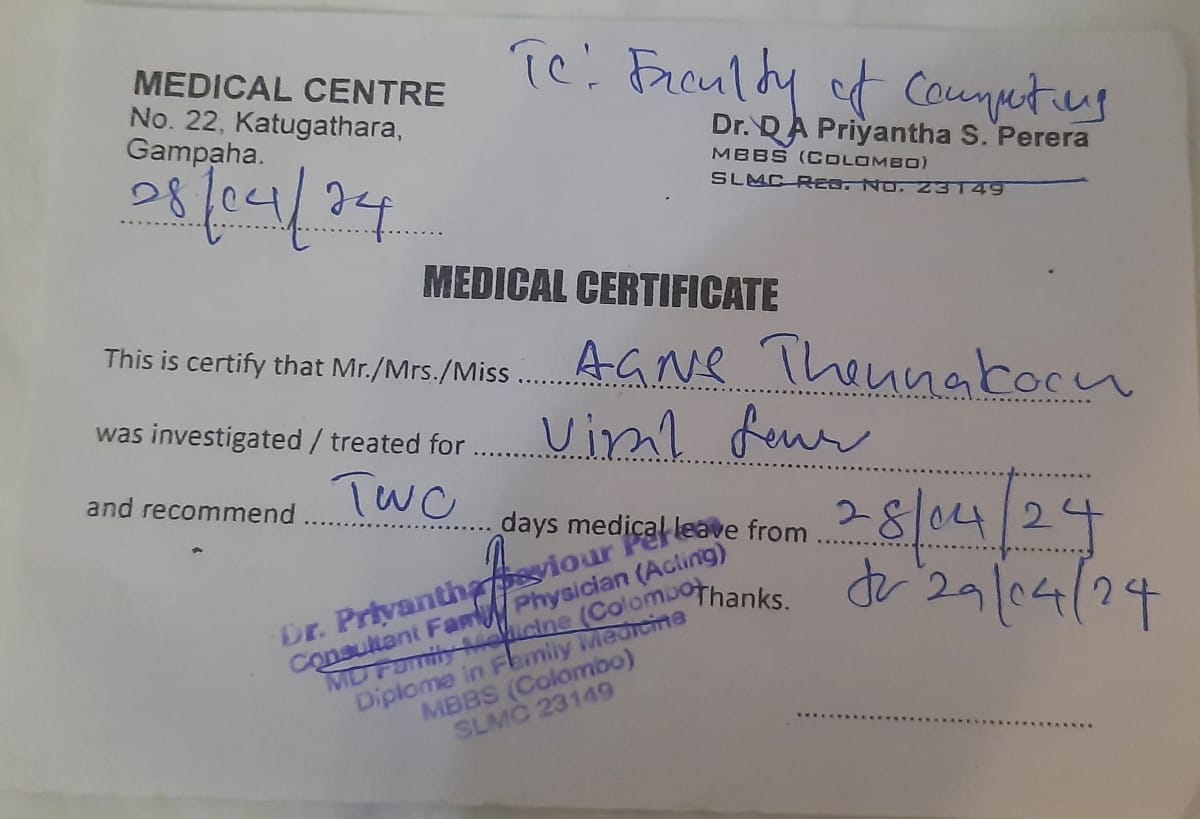 To: Faculty of Computing
MEDICAL CENTRE
No. 22, Katugathara,
Gampaha.
28/04/24
Dr. D A Priyantha S. Perera
MBBS (COLOMBO)
SLMC REG. NO. 23149
MEDICAL CERTIFICATE
This is certify that Mr./Mrs./Miss AGNS Thennakoon
was investigated / treated for Viral fever
and recommend Two days medical leave from 28/04/24
to 29/04/24
Thanks.
Dr. Priyantha Saviour Perera
Consultant Family Physician (Acting)
MD Family Medicine (Colombo)
Diploma in Family Medicine
MBBS (Colombo)
SLMC 23149